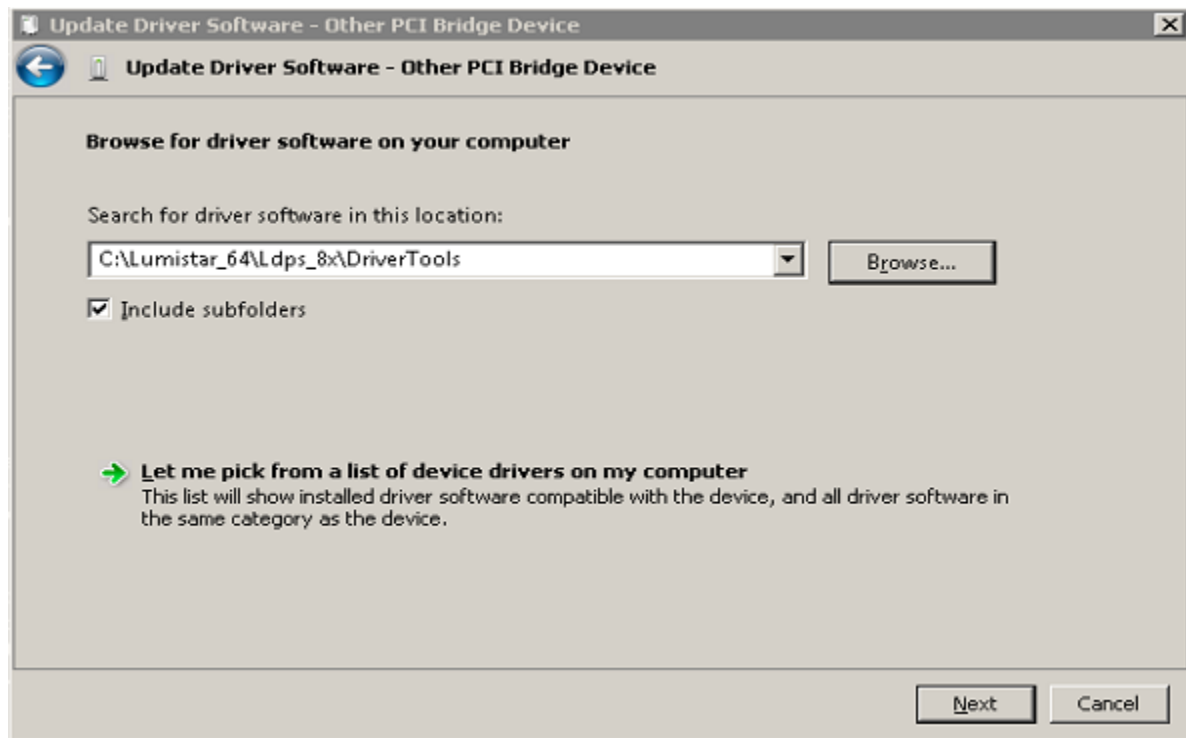 Update Driver Software - Other PCI Bridge Device
Update Driver Software - Other PCI Bridge Device
Browse for driver software on your computer
Search for driver software in this location:
C:\Lumistar_64\Ldps_8x\DriverTools
Browse...
Include subfolders
Let me pick from a list of device drivers on my computer
This list will show installed driver software compatible with the device, and all driver software in
the same category as the device.
Next
Cancel